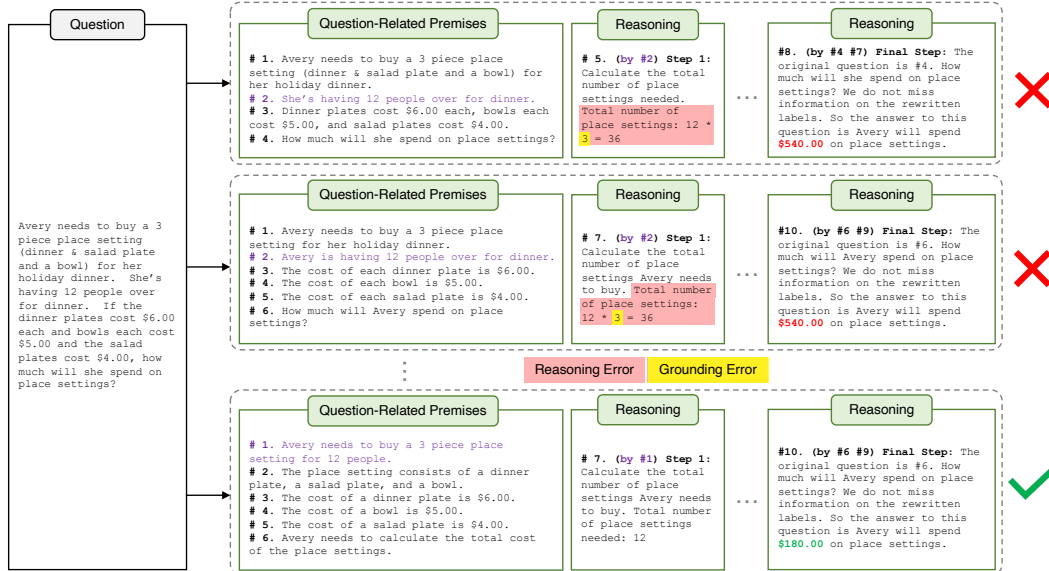 Question
Avery needs to buy a 3
piece place setting
(dinner & salad plate
and a bowl) for her
holiday dinner. She's
having 12 people over
for dinner. If the
dinner plates cost $6.00
each and bowls each cost
$5.00 and the salad
plates cost $4.00, how
much will she spend on
place settings?
Question-Related Premises
# 1. Avery needs to buy a 3 piece place
setting (dinner & salad plate and a bowl) for
her holiday dinner.
# 2. She's having 12 people over for dinner.
# 3. Dinner plates cost $6.00 each, bowls each
cost $5.00, and salad plates cost $4.00.
# 4. How much will she spend on place settings?
Reasoning
# 5. (by #2) Step 1:
Calculate the total
number of place
settings needed.
Total number of
place settings: 12 *
3 = 36
...
Reasoning
#8. (by #4 #7) Final Step: The
original question is #4. How
much will she spend on place
settings? We do not miss
information on the rewritten
labels. So the answer to this
question is Avery will spend
$540.00 on place settings.
Question-Related Premises
# 1. Avery needs to buy a 3 piece place
setting for her holiday dinner.
# 2. Avery is having 12 people over for dinner.
# 3. The cost of each dinner plate is $6.00.
# 4. The cost of each bowl is $5.00.
# 5. The cost of each salad plate is $4.00.
# 6. How much will Avery spend on place
settings?
Reasoning
# 7. (by #2) Step 1:
Calculate the total
number of place
settings Avery needs
to buy. Total number
of place settings:
12 * 3 = 36
...
Reasoning
#10. (by #6 #9) Final Step: The
original question is #6. How
much will Avery spend on place
settings? We do not miss
information on the rewritten
labels. So the answer to this
question is Avery will spend
$540.00 on place settings.
Reasoning Error
Grounding Error
Question-Related Premises
# 1. Avery needs to buy a 3 piece place
setting for 12 people.
# 2. The place setting consists of a dinner
plate, a salad plate, and a bowl.
# 3. The cost of a dinner plate is $6.00.
# 4. The cost of a bowl is $5.00.
# 5. The cost of a salad plate is $4.00.
# 6. Avery needs to calculate the total cost
of the place settings.
Reasoning
# 7. (by #1) Step 1:
Calculate the total
number of place
settings Avery needs
to buy. Total number
of place settings
needed: 12
...
Reasoning
#10. (by #6 #9) Final Step: The
original question is #6. How
much will Avery spend on place
settings? We do not miss
information on the rewritten
labels. So the answer to this
question is Avery will spend
$180.00 on place settings.